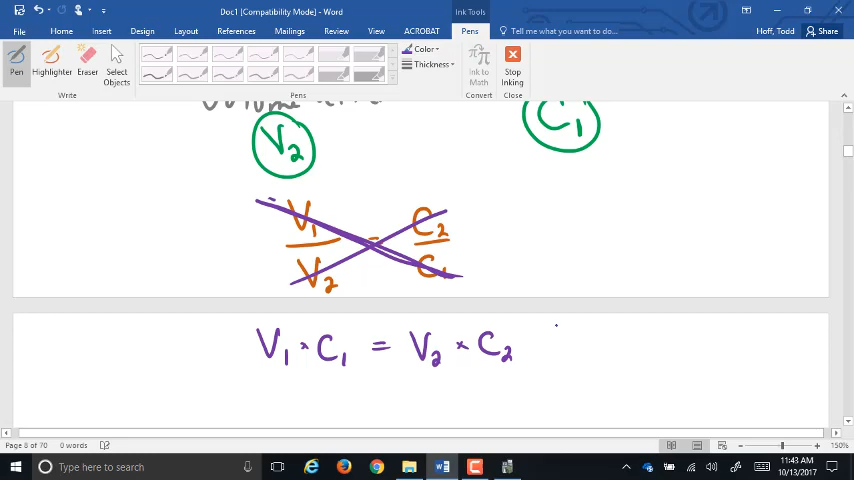 Doc1 [Compatibility Mode] - Word
Ink Tools
Hoff, Todd
Share
File Home Insert Design Layout References Mailings Review View ACROBAT Pens Tell me what you want to do...
Pen Highlighter Eraser Select Objects
Color
Thickness
Ink to Math
Stop Inking
Write Pens Convert Close
C1
V2
V1 = C2
V2 C1
V1 × C1 = V2 × C2
Page 8 of 70 0 words
150%
Type here to search
11:43 AM
10/13/2017